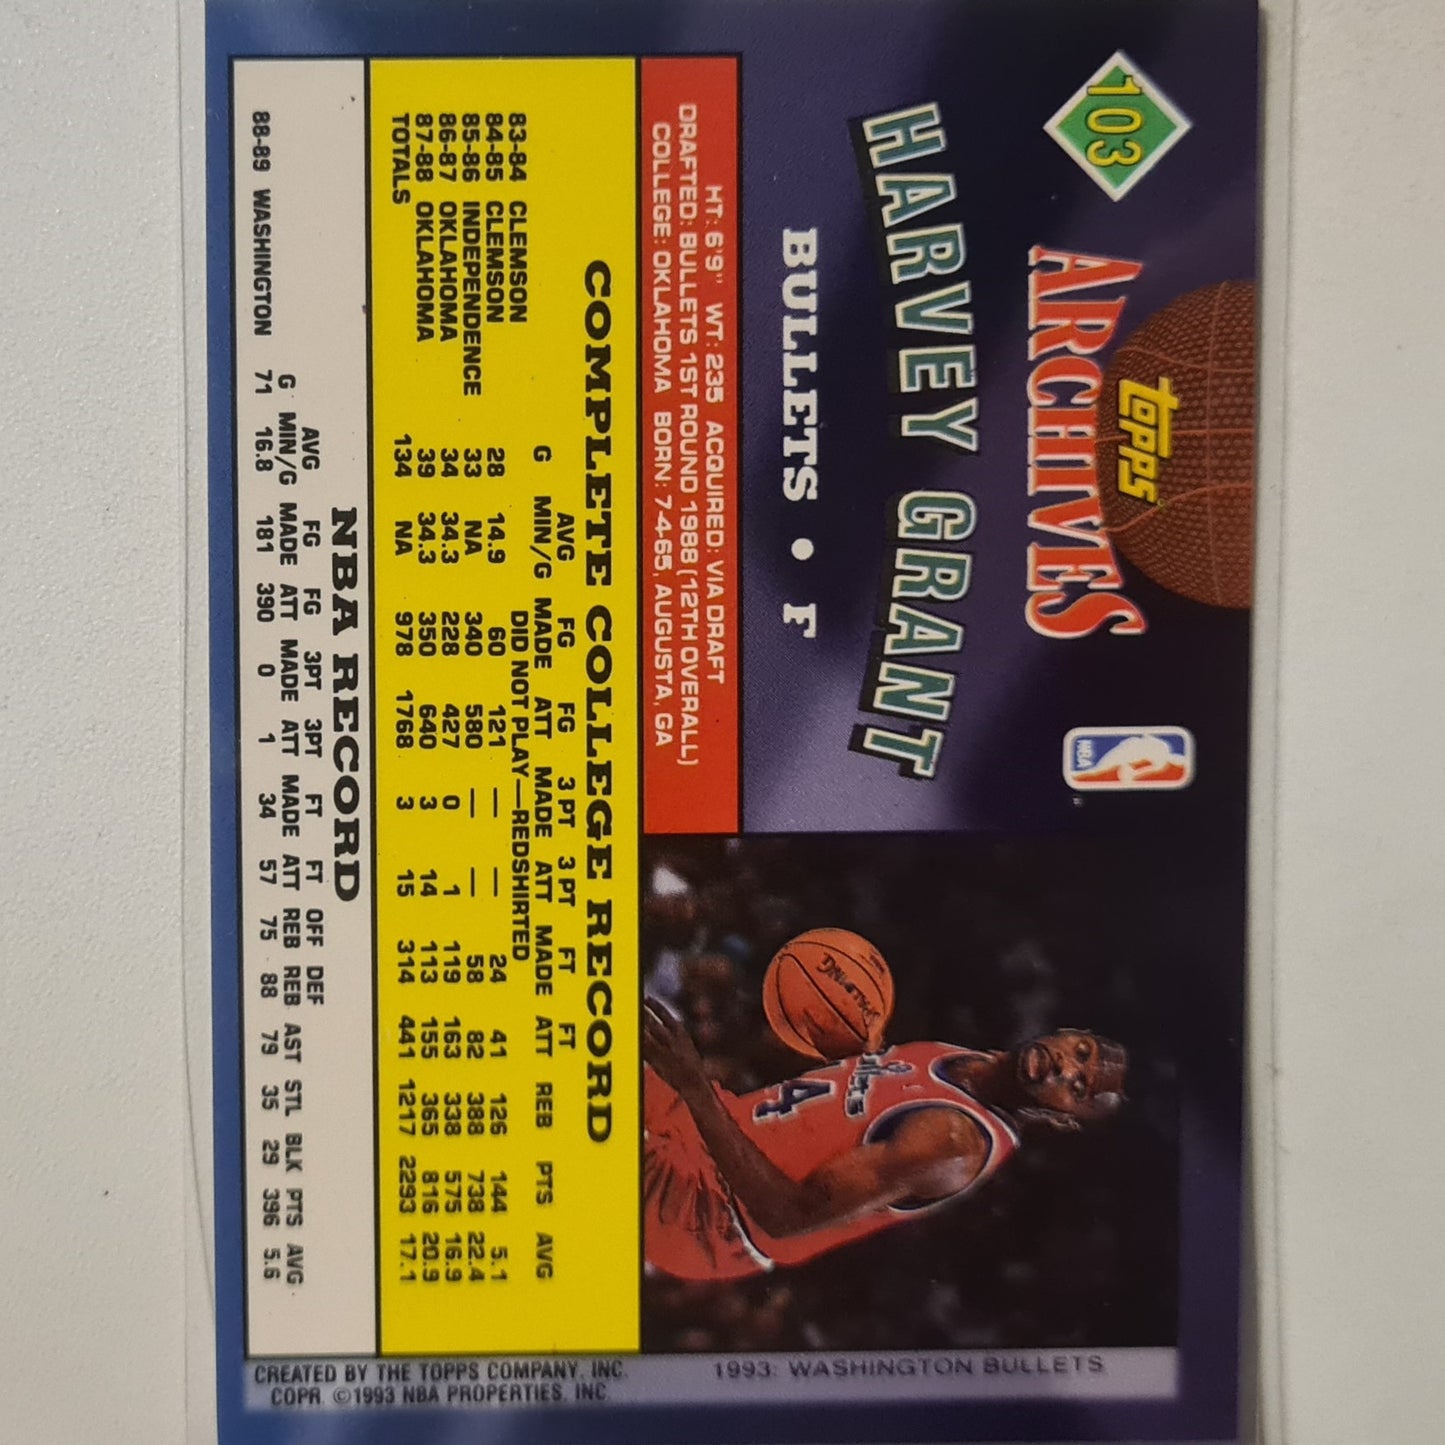 103
topps
ARCHIVES
NBA
HARVEY GRANT
BULLETS • F
HT: 6'9" WT: 235 ACQUIRED: VIA DRAFT
DRAFTED: BULLETS 1ST ROUND 1988 (12TH OVERALL)
COLLEGE: OKLAHOMA BORN: 7-4-65, AUGUSTA, GA
SPALDING
Bullets
COMPLETE COLLEGE RECORD
AVG FG FG 3 PT 3 PT FT FT
G MIN/G MADE ATT MADE ATT MADE ATT REB PTS AVG
83-84 CLEMSON DID NOT PLAY—REDSHIRTED
84-85 CLEMSON 28 14.9 60 121 — — 24 41 126 144 5.1
85-86 INDEPENDENCE 33 NA 340 580 — — 58 82 388 738 22.4
86-87 OKLAHOMA 34 34.3 228 427 0 1 119 163 338 575 16.9
87-88 OKLAHOMA 39 34.3 350 640 3 14 113 155 365 816 20.9
TOTALS 134 NA 978 1768 3 15 314 441 1217 2293 17.1
NBA RECORD
AVG FG FG 3PT 3PT FT FT OFF DEF
G MIN/G MADE ATT MADE ATT MADE ATT REB REB AST STL BLK PTS AVG
88-89 WASHINGTON 71 16.8 181 390 0 1 34 57 75 88 79 35 29 396 5.6
1993: WASHINGTON BULLETS
CREATED BY THE TOPPS COMPANY, INC.
COPR. ©1993 NBA PROPERTIES, INC.